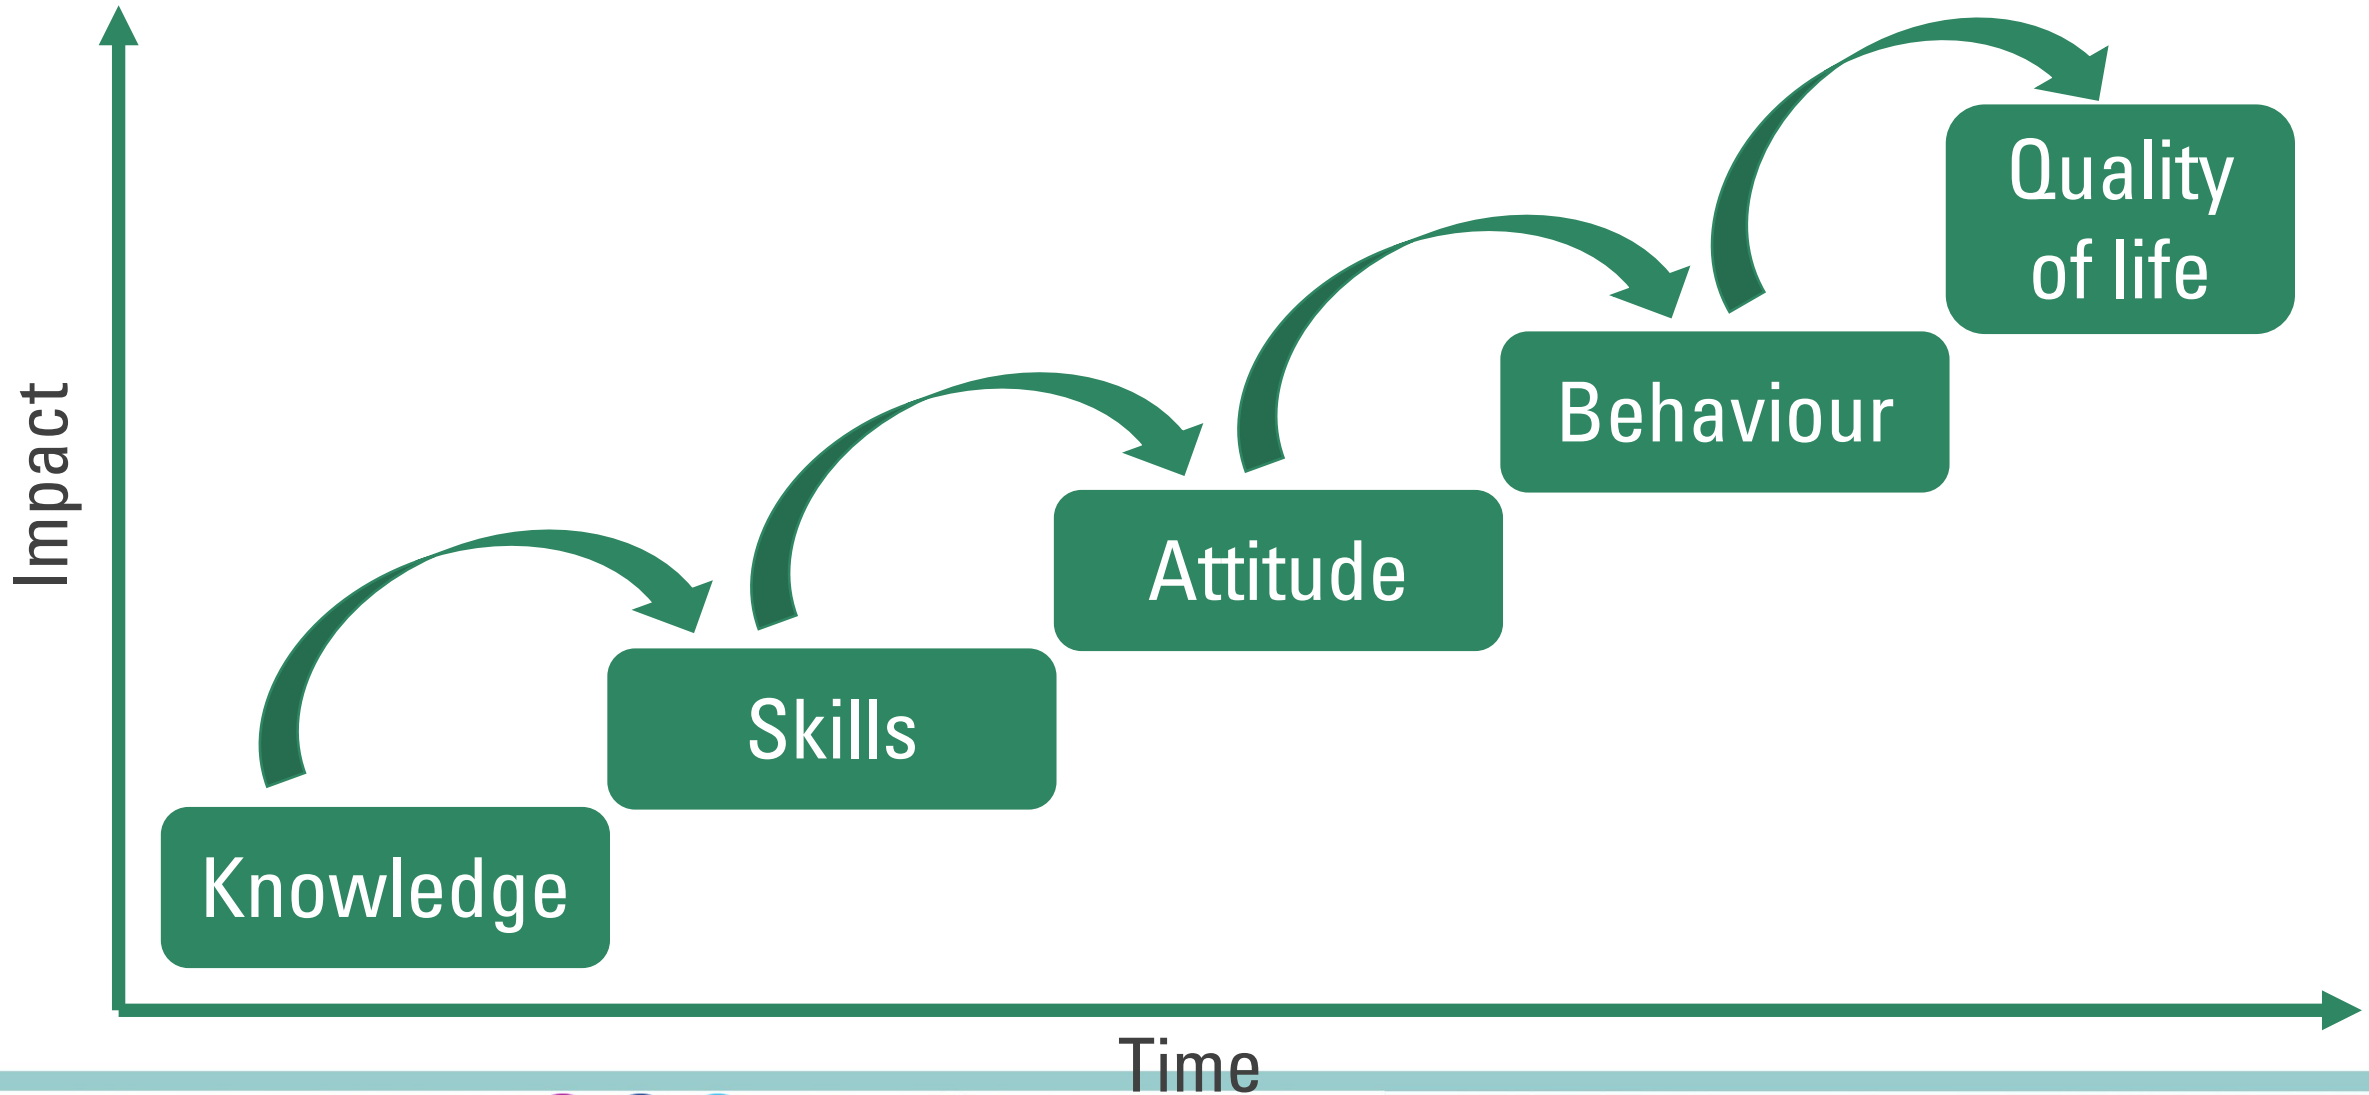 Impact
Quality
of life
Behaviour
Attitude
Skills
Knowledge
Time